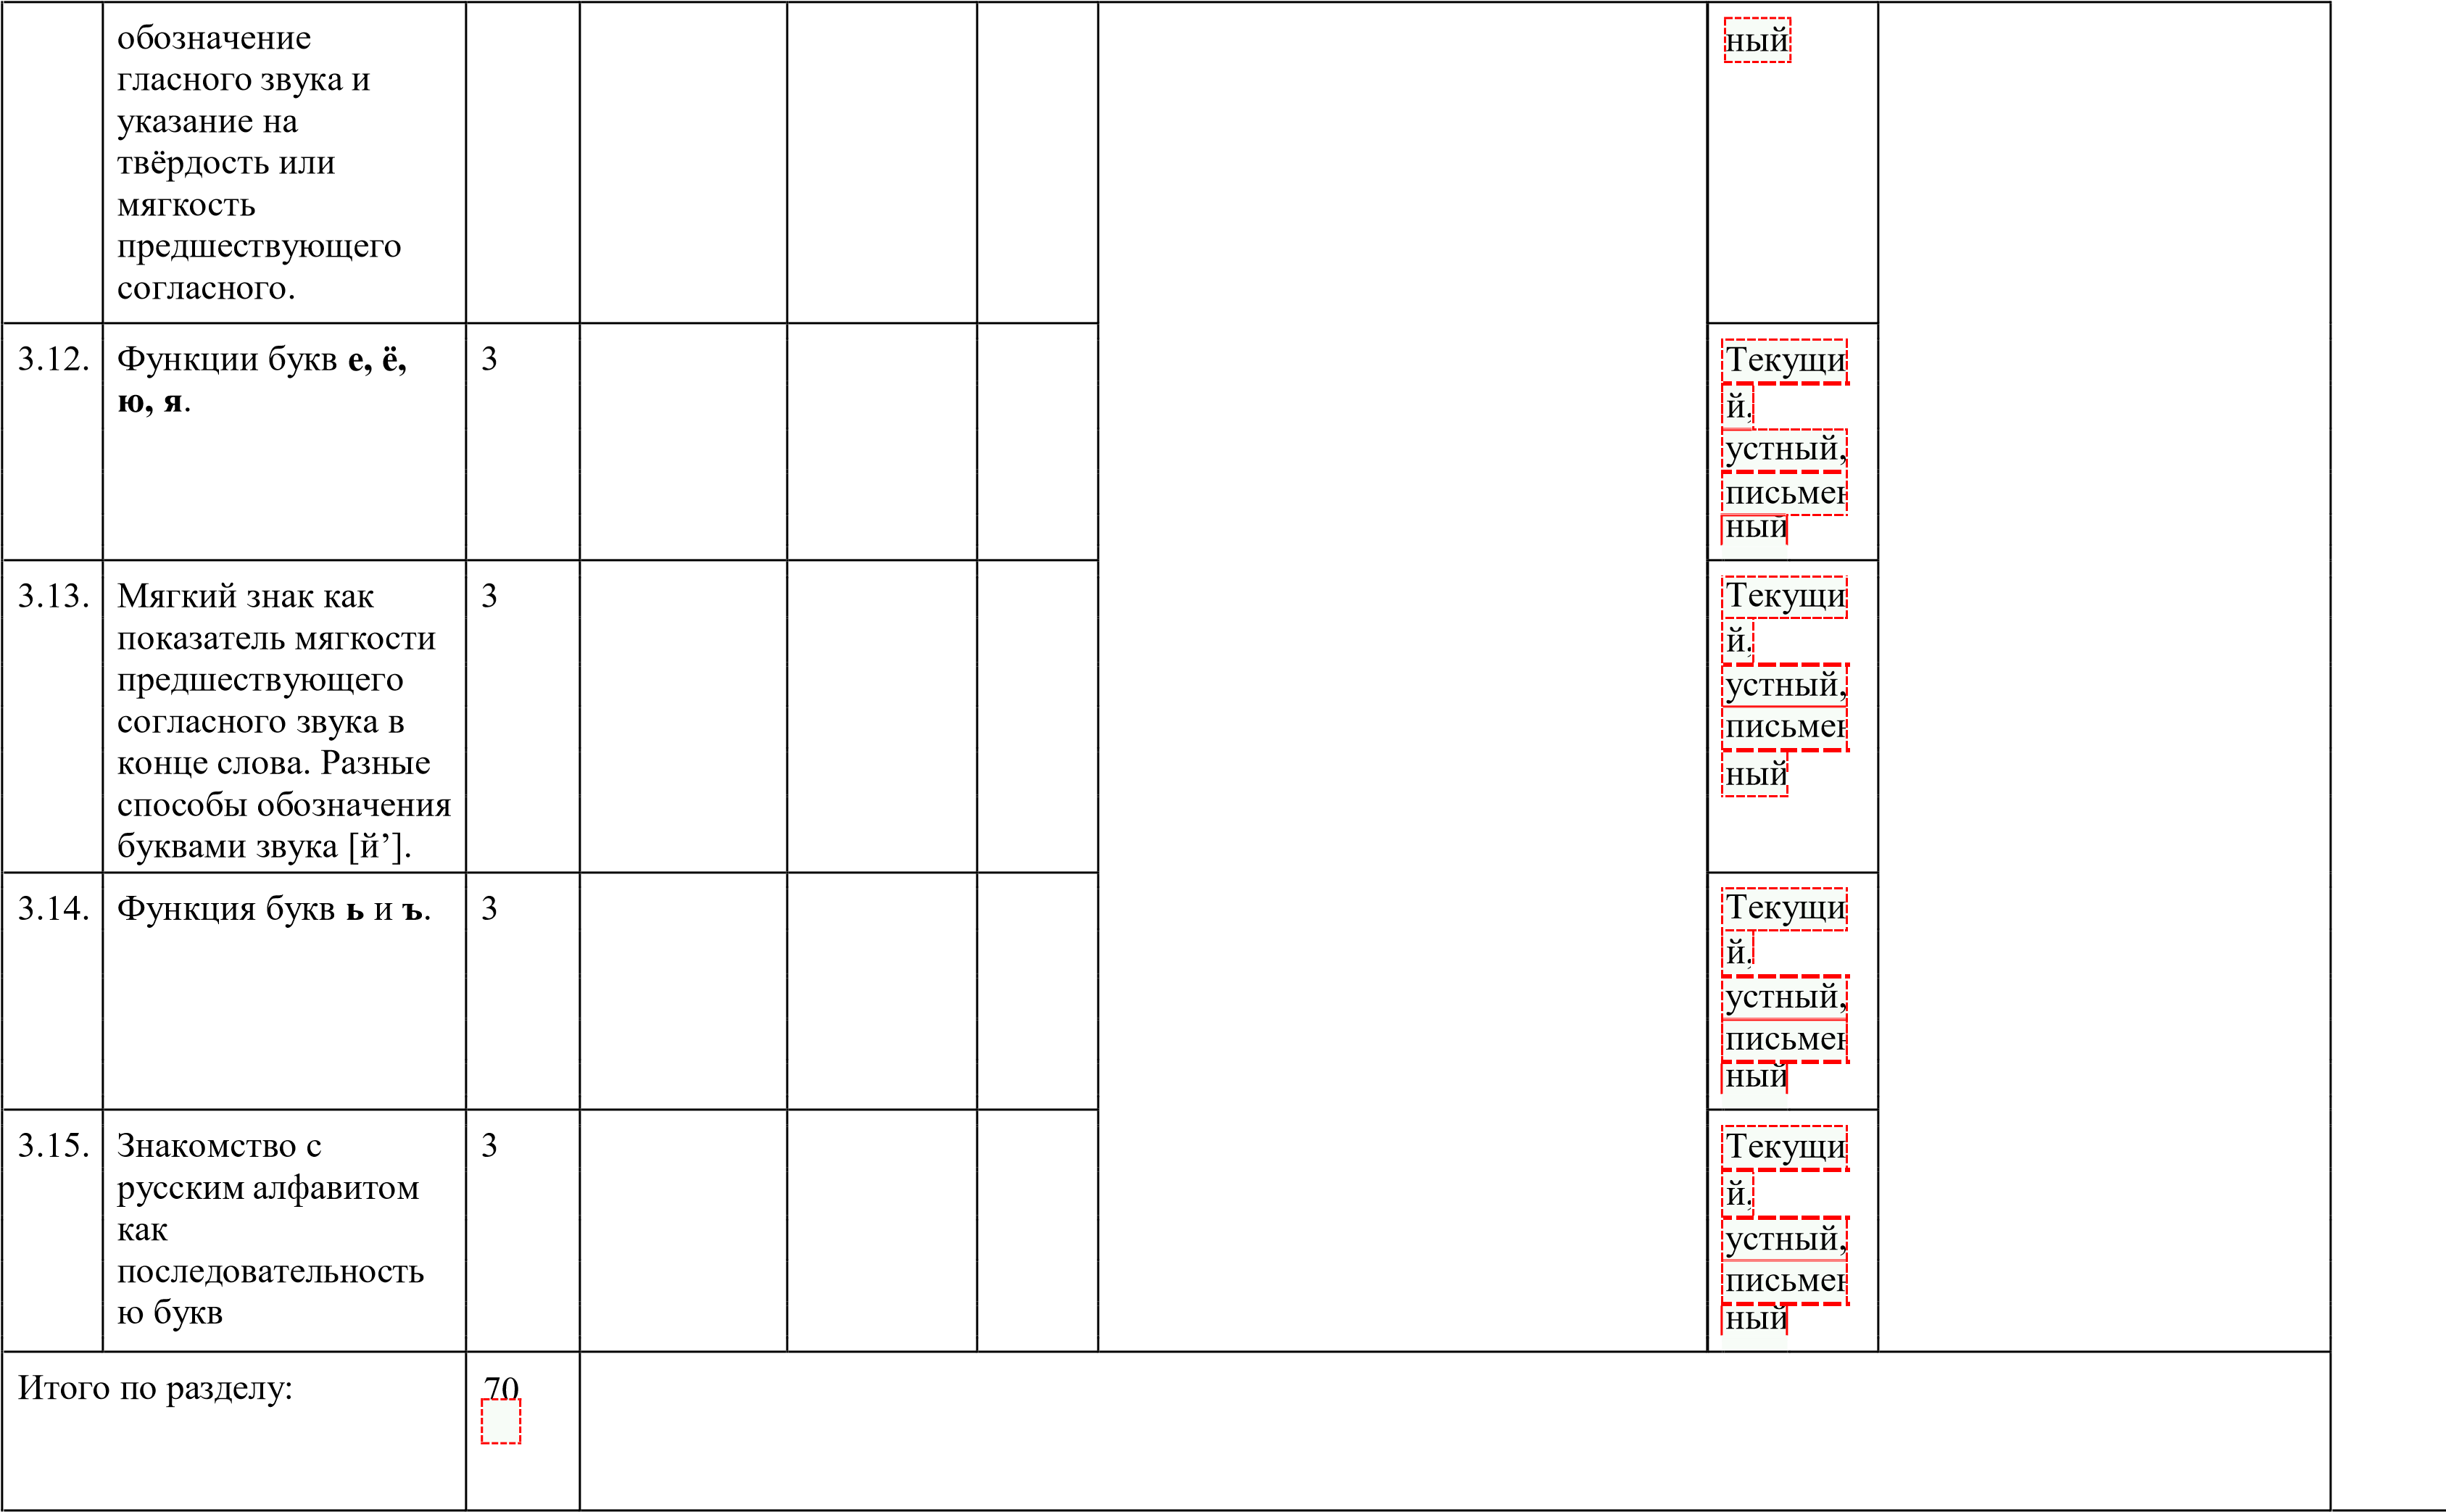 обозначение
гласного звука и
указание на
твёрдость или
мягкость
предшествующего
согласного.
ный
3.12.
Функции букв е, ё,
ю, я.
3
Текущи
й,
устный,
письмен
ный
3.13.
Мягкий знак как
показатель мягкости
предшествующего
согласного звука в
конце слова. Разные
способы обозначения
буквами звука [й’].
3
Текущи
й,
устный,
письмен
ный
3.14.
Функция букв ь и ъ.
3
Текущи
й,
устный,
письмен
ный
3.15.
Знакомство с
русским алфавитом
как
последовательность
ю букв
3
Текущи
й,
устный,
письмен
ный
Итого по разделу:
70